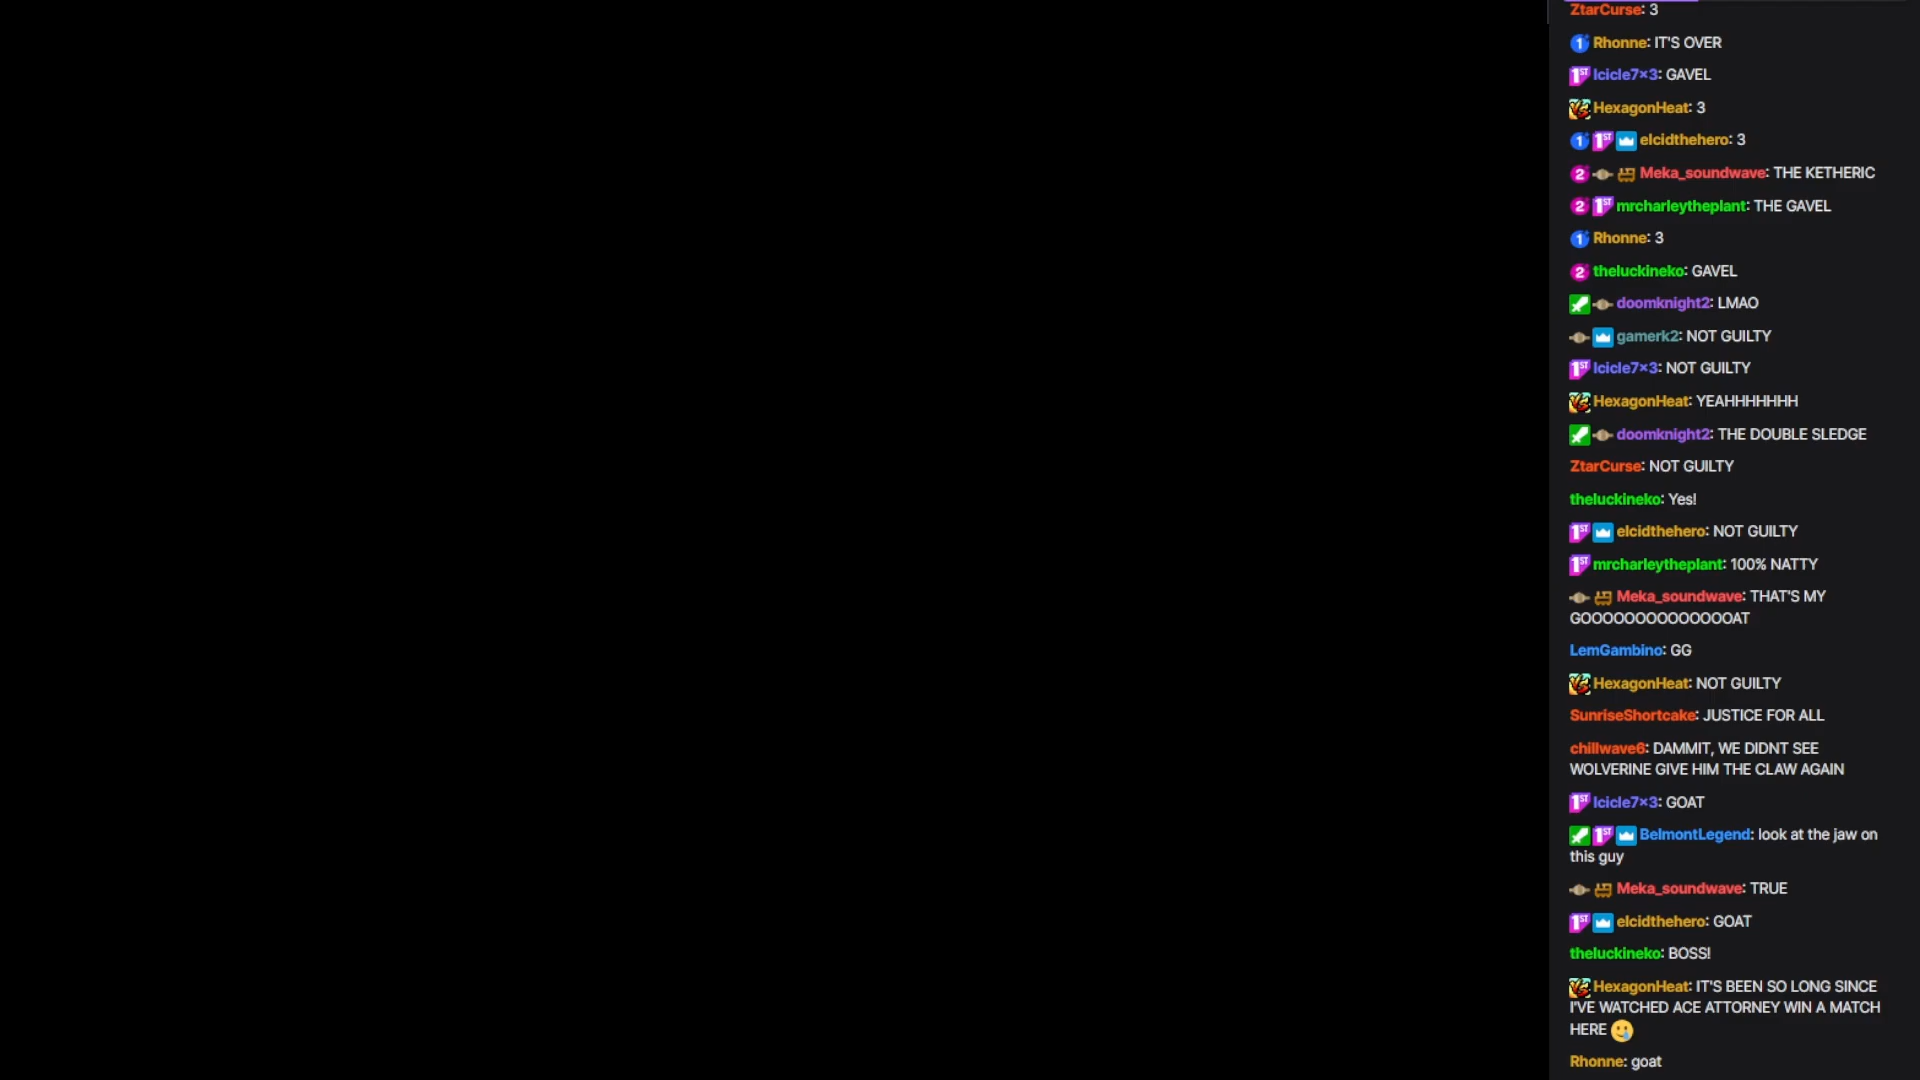 ZtarCurse: 3
Rhonne: IT'S OVER
Icicle7x3: GAVEL
HexagonHeat: 3
elcidthehero: 3
Meka_soundwave: THE KETHERIC
mrcharleytheplant: THE GAVEL
Rhonne: 3
theluckineko: GAVEL
doomknight2: LMAO
gamerk2: NOT GUILTY
Icicle7x3: NOT GUILTY
HexagonHeat: YEAHHHHHHH
doomknight2: THE DOUBLE SLEDGE
ZtarCurse: NOT GUILTY
theluckineko: Yes!
elcidthehero: NOT GUILTY
mrcharleytheplant: 100% NATTY
Meka_soundwave: THAT'S MY
GOOOOOOOOOOOOOOAT
LemGambino: GG
HexagonHeat: NOT GUILTY
SunriseShortcake: JUSTICE FOR ALL
chillwave6: DAMMIT, WE DIDNT SEE
WOLVERINE GIVE HIM THE CLAW AGAIN
Icicle7x3: GOAT
BelmontLegend: look at the jaw on
this guy
Meka_soundwave: TRUE
elcidthehero: GOAT
theluckineko: BOSS!
HexagonHeat: IT'S BEEN SO LONG SINCE
I'VE WATCHED ACE ATTORNEY WIN A MATCH
HERE
Rhonne: goat